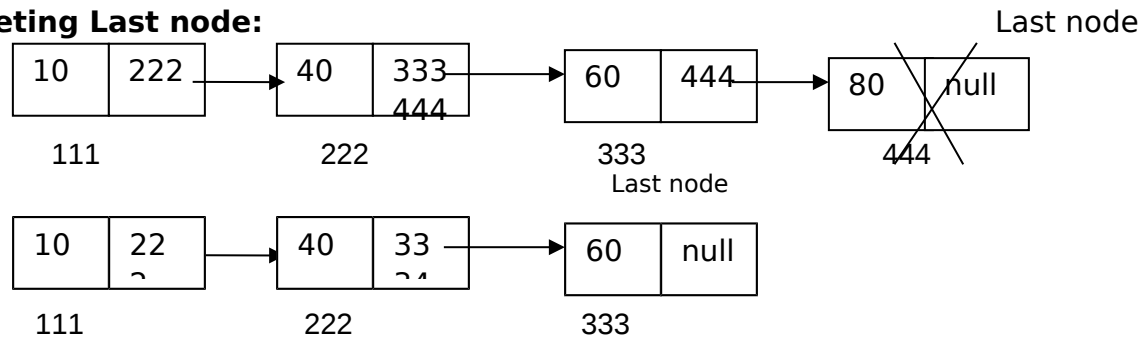 eting Last node:
Last node
10 222 40 333 60 444 80 null
444
111 222 333 444
Last node
10 22 40 33 60 null
111 222 333